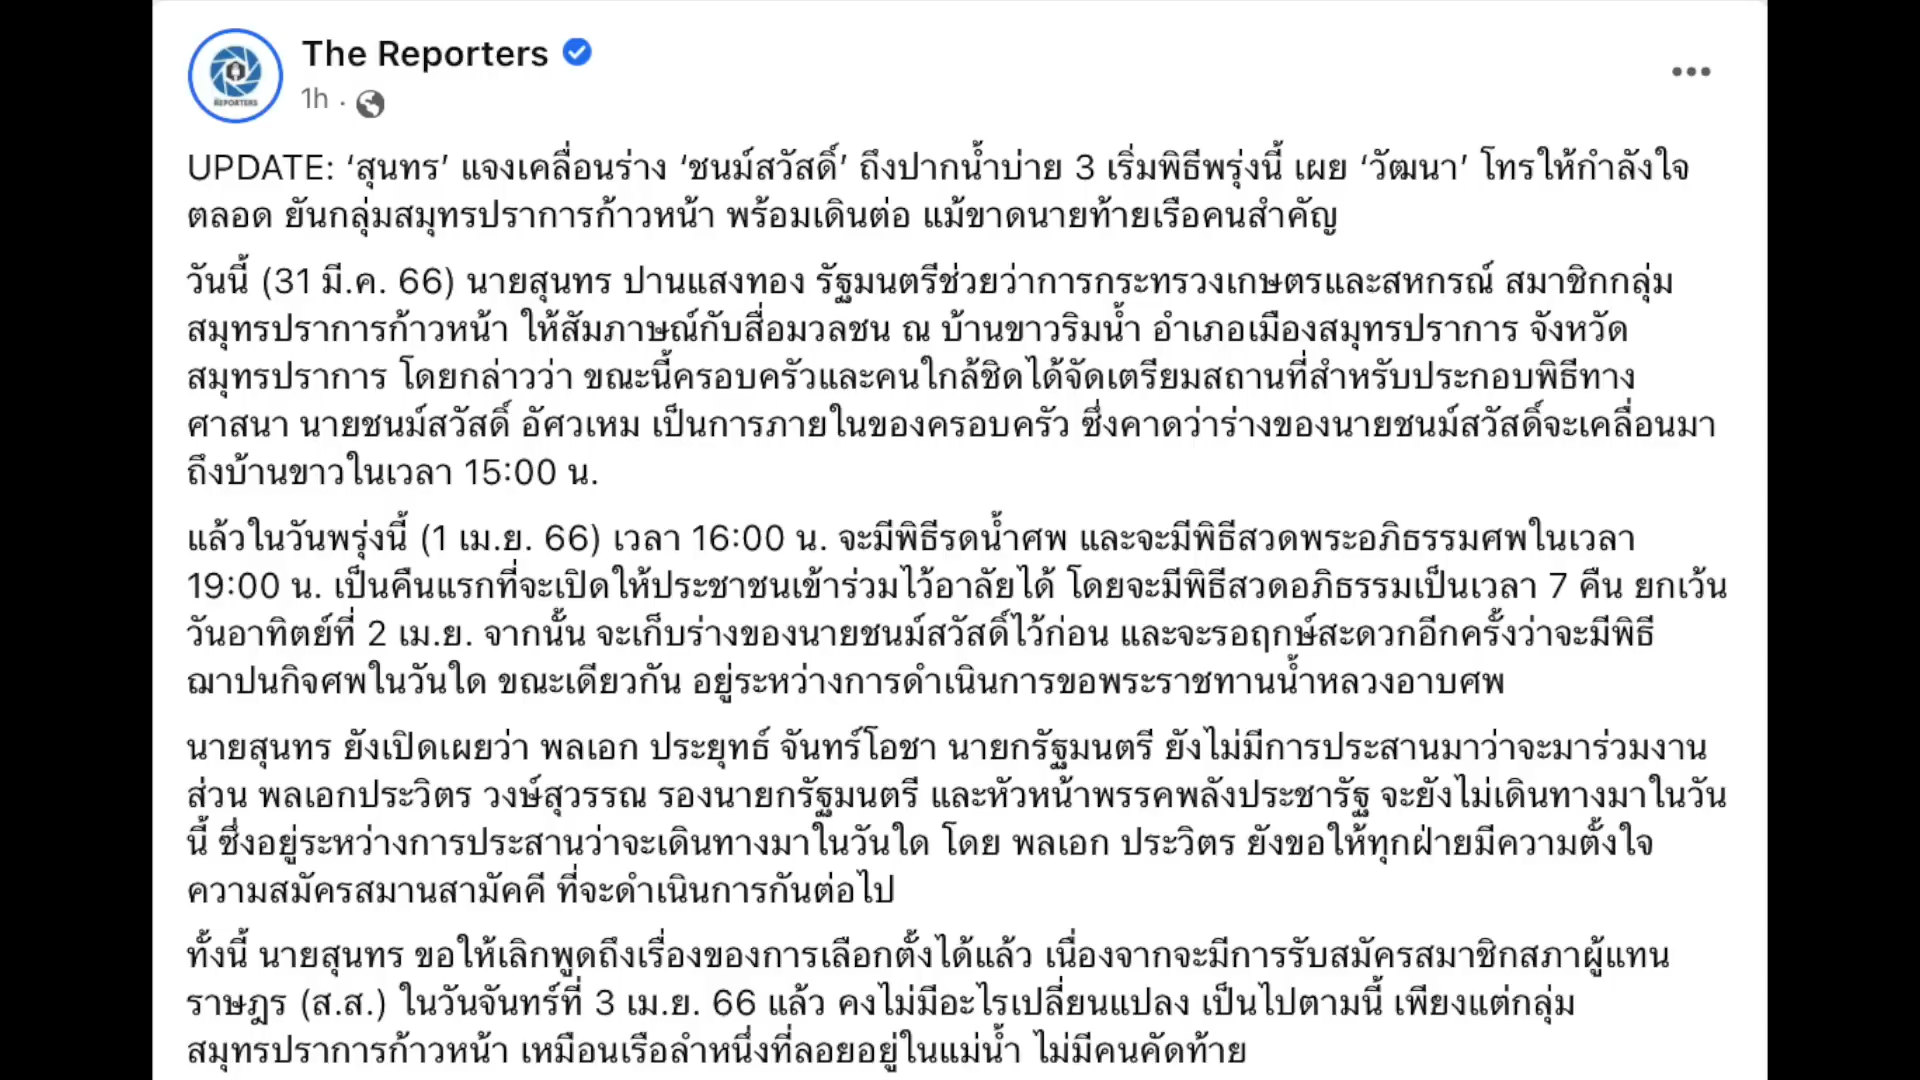 The Reporters
1h ·
REPORTERS
UPDATE: ‘สุนทร’ แจงเคลื่อนร่าง ‘ชนม์สวัสดิ์’ ถึงปากน้ำบ่าย 3 เริ่มพิธีพรุ่งนี้ เผย ‘วัฒนา’ โทรให้กำลังใจ
ตลอด ยันกลุ่มสมุทรปราการก้าวหน้า พร้อมเดินต่อ แม้ขาดนายท้ายเรือคนสำคัญ
วันนี้ (31 มี.ค. 66) นายสุนทร ปานแสงทอง รัฐมนตรีช่วยว่าการกระทรวงเกษตรและสหกรณ์ สมาชิกกลุ่ม
สมุทรปราการก้าวหน้า ให้สัมภาษณ์กับสื่อมวลชน ณ บ้านขาวริมน้ำ อำเภอเมืองสมุทรปราการ จังหวัด
สมุทรปราการ โดยกล่าวว่า ขณะนี้ครอบครัวและคนใกล้ชิดได้จัดเตรียมสถานที่สำหรับประกอบพิธีทาง
ศาสนา นายชนม์สวัสดิ์ อัศวเหม เป็นการภายในของครอบครัว ซึ่งคาดว่าร่างของนายชนม์สวัสดิ์จะเคลื่อนมา
ถึงบ้านขาวในเวลา 15:00 น.
แล้วในวันพรุ่งนี้ (1 เม.ย. 66) เวลา 16:00 น. จะมีพิธีรดน้ำศพ และจะมีพิธีสวดพระอภิธรรมศพในเวลา
19:00 น. เป็นคืนแรกที่จะเปิดให้ประชาชนเข้าร่วมไว้อาลัยได้ โดยจะมีพิธีสวดอภิธรรมเป็นเวลา 7 คืน ยกเว้น
วันอาทิตย์ที่ 2 เม.ย. จากนั้น จะเก็บร่างของนายชนม์สวัสดิ์ไว้ก่อน และจะรอฤกษ์สะดวกอีกครั้งว่าจะมีพิธี
ฌาปนกิจศพในวันใด ขณะเดียวกัน อยู่ระหว่างการดำเนินการขอพระราชทานน้ำหลวงอาบศพ
นายสุนทร ยังเปิดเผยว่า พลเอก ประยุทธ์ จันทร์โอชา นายกรัฐมนตรี ยังไม่มีการประสานมาว่าจะมาร่วมงาน
ส่วน พลเอกประวิตร วงษ์สุวรรณ รองนายกรัฐมนตรี และหัวหน้าพรรคพลังประชารัฐ จะยังไม่เดินทางมาในวัน
นี้ ซึ่งอยู่ระหว่างการประสานว่าจะเดินทางมาในวันใด โดย พลเอก ประวิตร ยังขอให้ทุกฝ่ายมีความตั้งใจ
ความสมัครสมานสามัคคี ที่จะดำเนินการกันต่อไป
ทั้งนี้ นายสุนทร ขอให้เลิกพูดถึงเรื่องของการเลือกตั้งได้แล้ว เนื่องจากจะมีการรับสมัครสมาชิกสภาผู้แทน
ราษฎร (ส.ส.) ในวันจันทร์ที่ 3 เม.ย. 66 แล้ว คงไม่มีอะไรเปลี่ยนแปลง เป็นไปตามนี้ เพียงแต่กลุ่ม
สมุทรปราการก้าวหน้า เหมือนเรือลำหนึ่งที่ลอยอยู่ในแม่น้ำ ไม่มีคนคัดท้าย